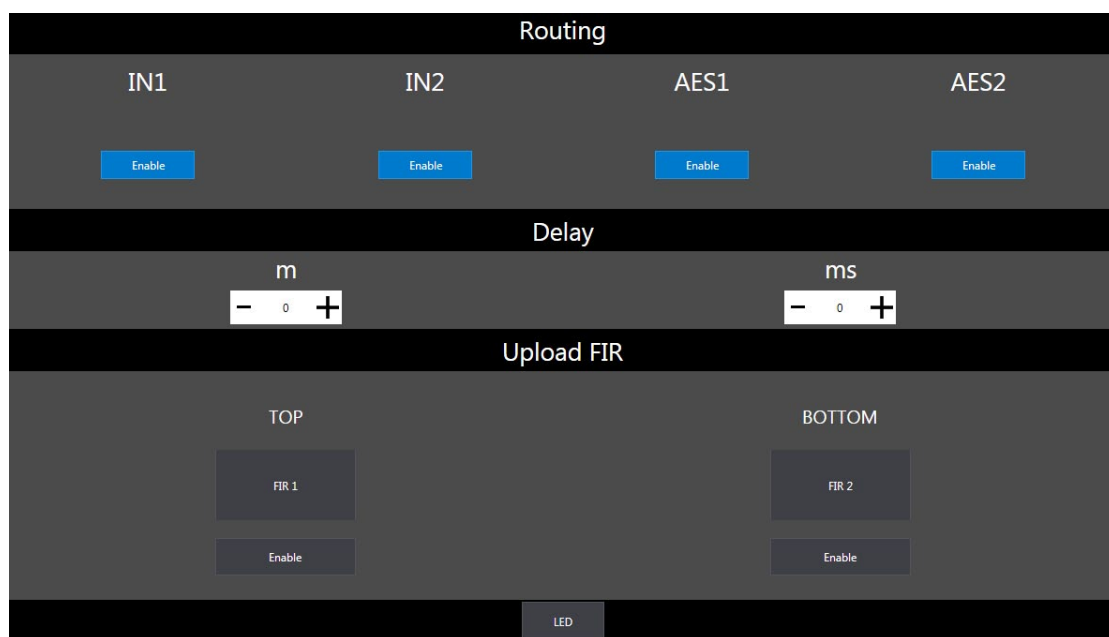 Routing
IN1 IN2 AES1 AES2
Enable Enable Enable Enable
Delay
m ms
- 0 + - 0 +
Upload FIR
TOP BOTTOM
FIR 1 FIR 2
Enable Enable
LED